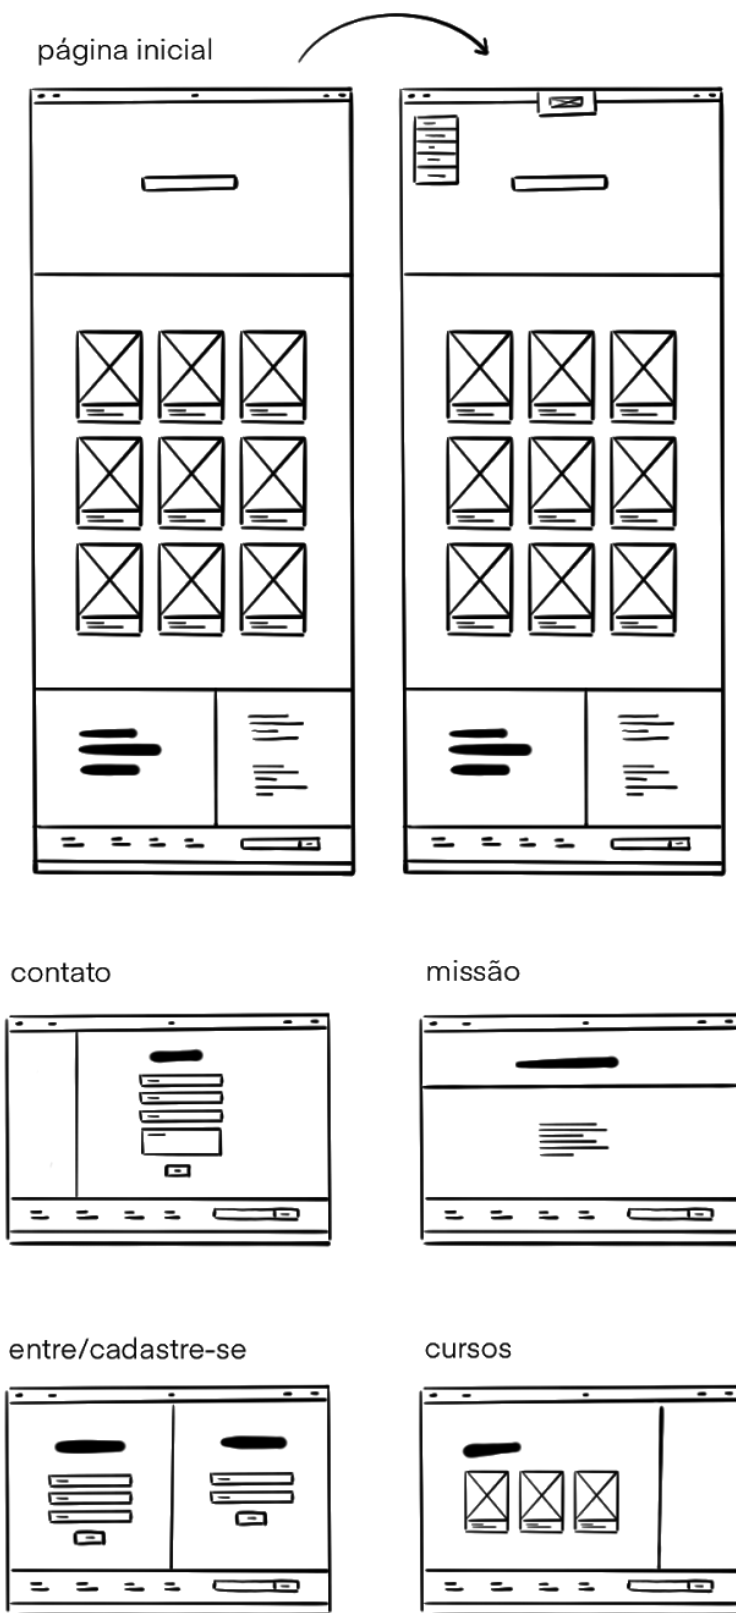 página inicial
contato
missão
entre/cadastre-se
cursos